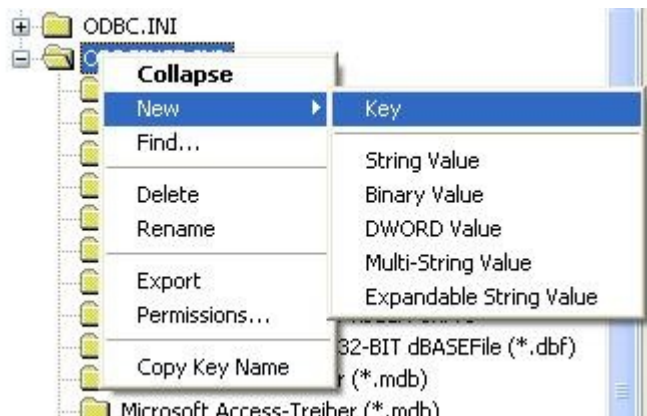 ODBC.INI
Collapse
New
Find...
Delete
Rename
Export
Permissions...
Copy Key Name
Key
String Value
Binary Value
DWORD Value
Multi-String Value
Expandable String Value
32-BIT dBASEFile (*.dbf)
(*.mdb)
Microsoft Access-Treiber (*.mdb)